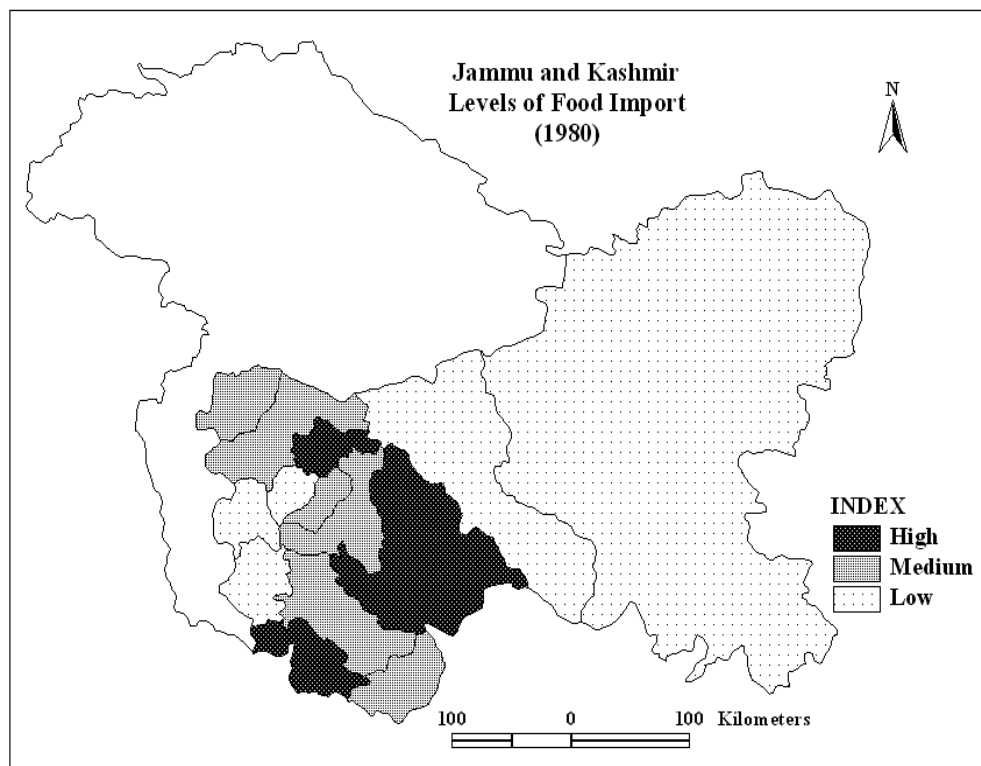 Jammu and Kashmir
Levels of Food Import
(1980)
N
INDEX
High
Medium
Low
100 0 100 Kilometers